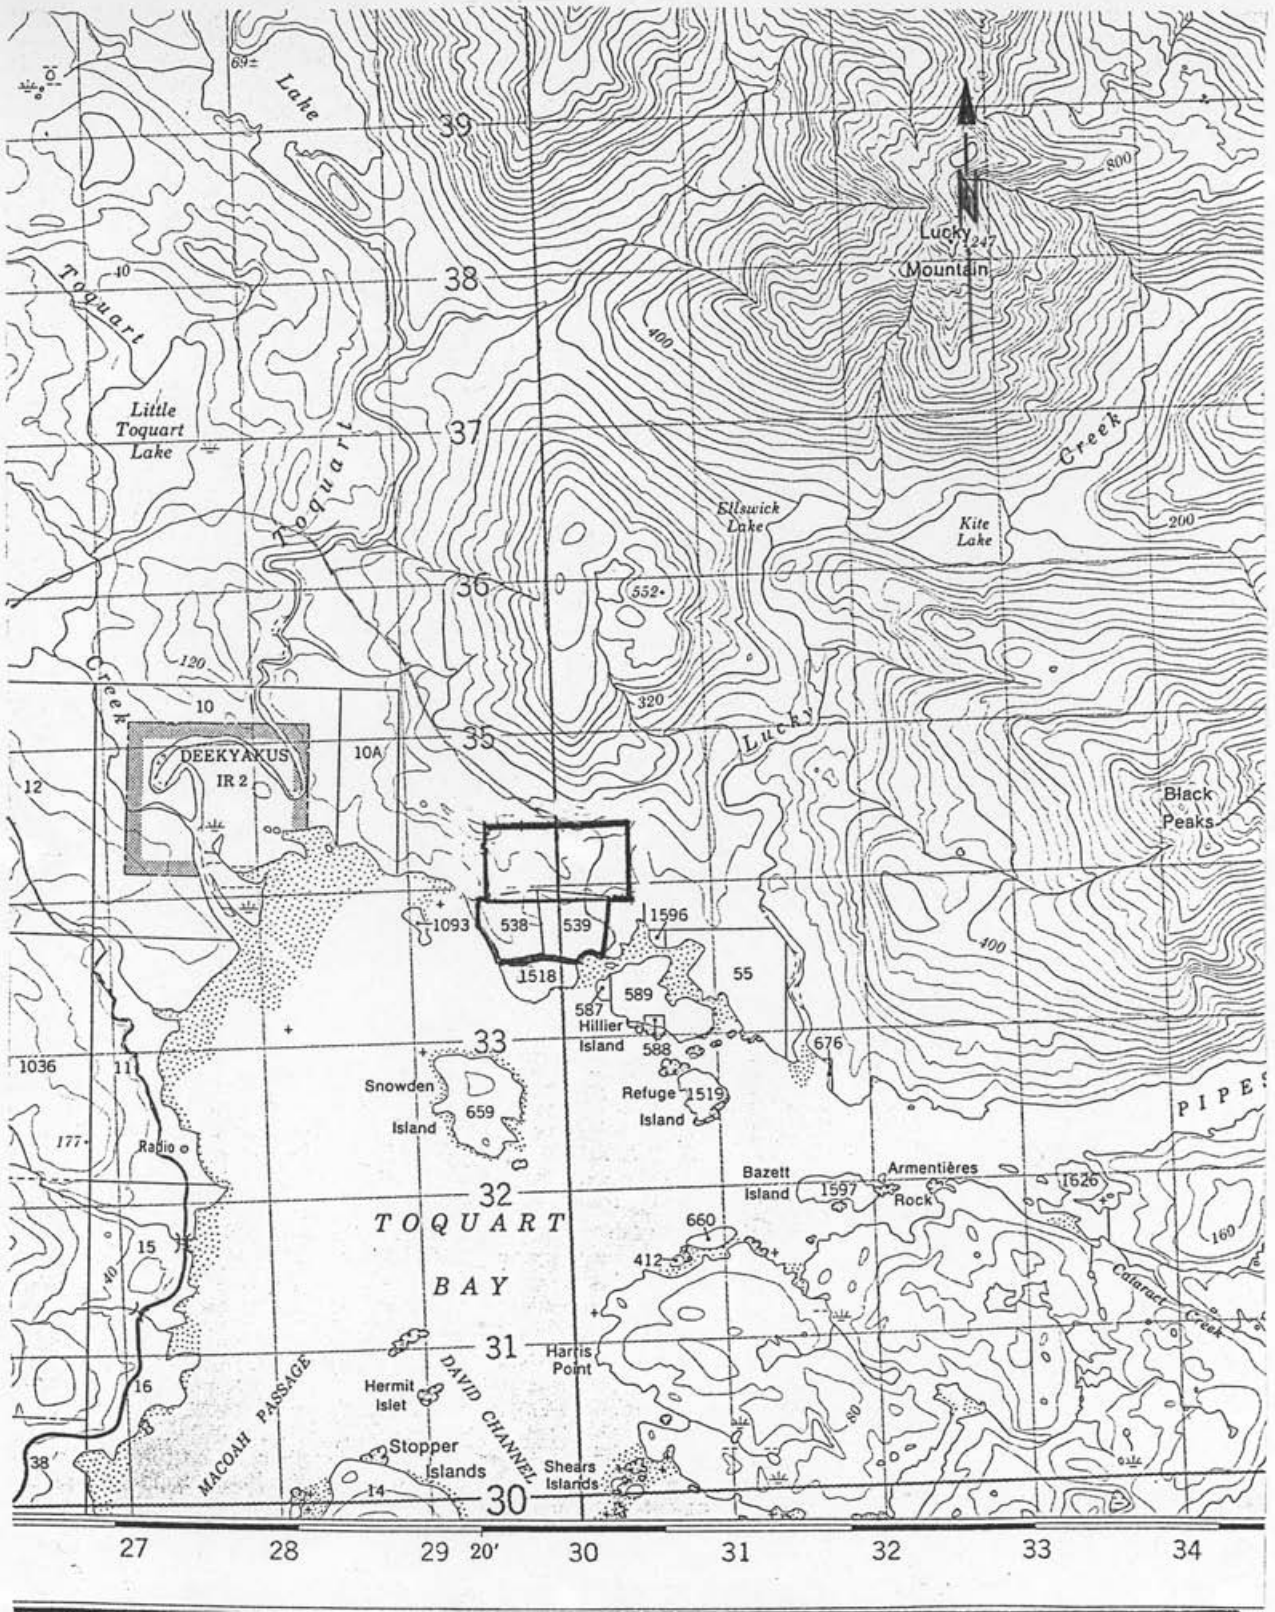 69±
Lake
39
800
N
Lucky
1247
Mountain
Toquart
40
38
400
Little
Toquart
Lake
37
Toquart
Creek
Ellswick
Lake
Kite
Lake
200
36
552
Creek
120
320
10
Lucky
35
10A
DEEKYAKUS
IR 2
12
Black
Peaks
1093
538
539
1596
400
1518
55
587
589
Hillier
Island
588
33
676
1036
11
Snowden
Island
659
Refuge
Island
1519
PIPES
177
Radio
Bazett
Island
1597
Armentières
Rock
1626
32
TOQUART
660
160
15
412
40
BAY
Cataract Creek
31
Harris
Point
16
MACOAH PASSAGE
Hermit
Islet
DAVID CHANNEL
80
38
Stopper
Islands
Shears
Islands
14
30
27
28
29
20'
30
31
32
33
34